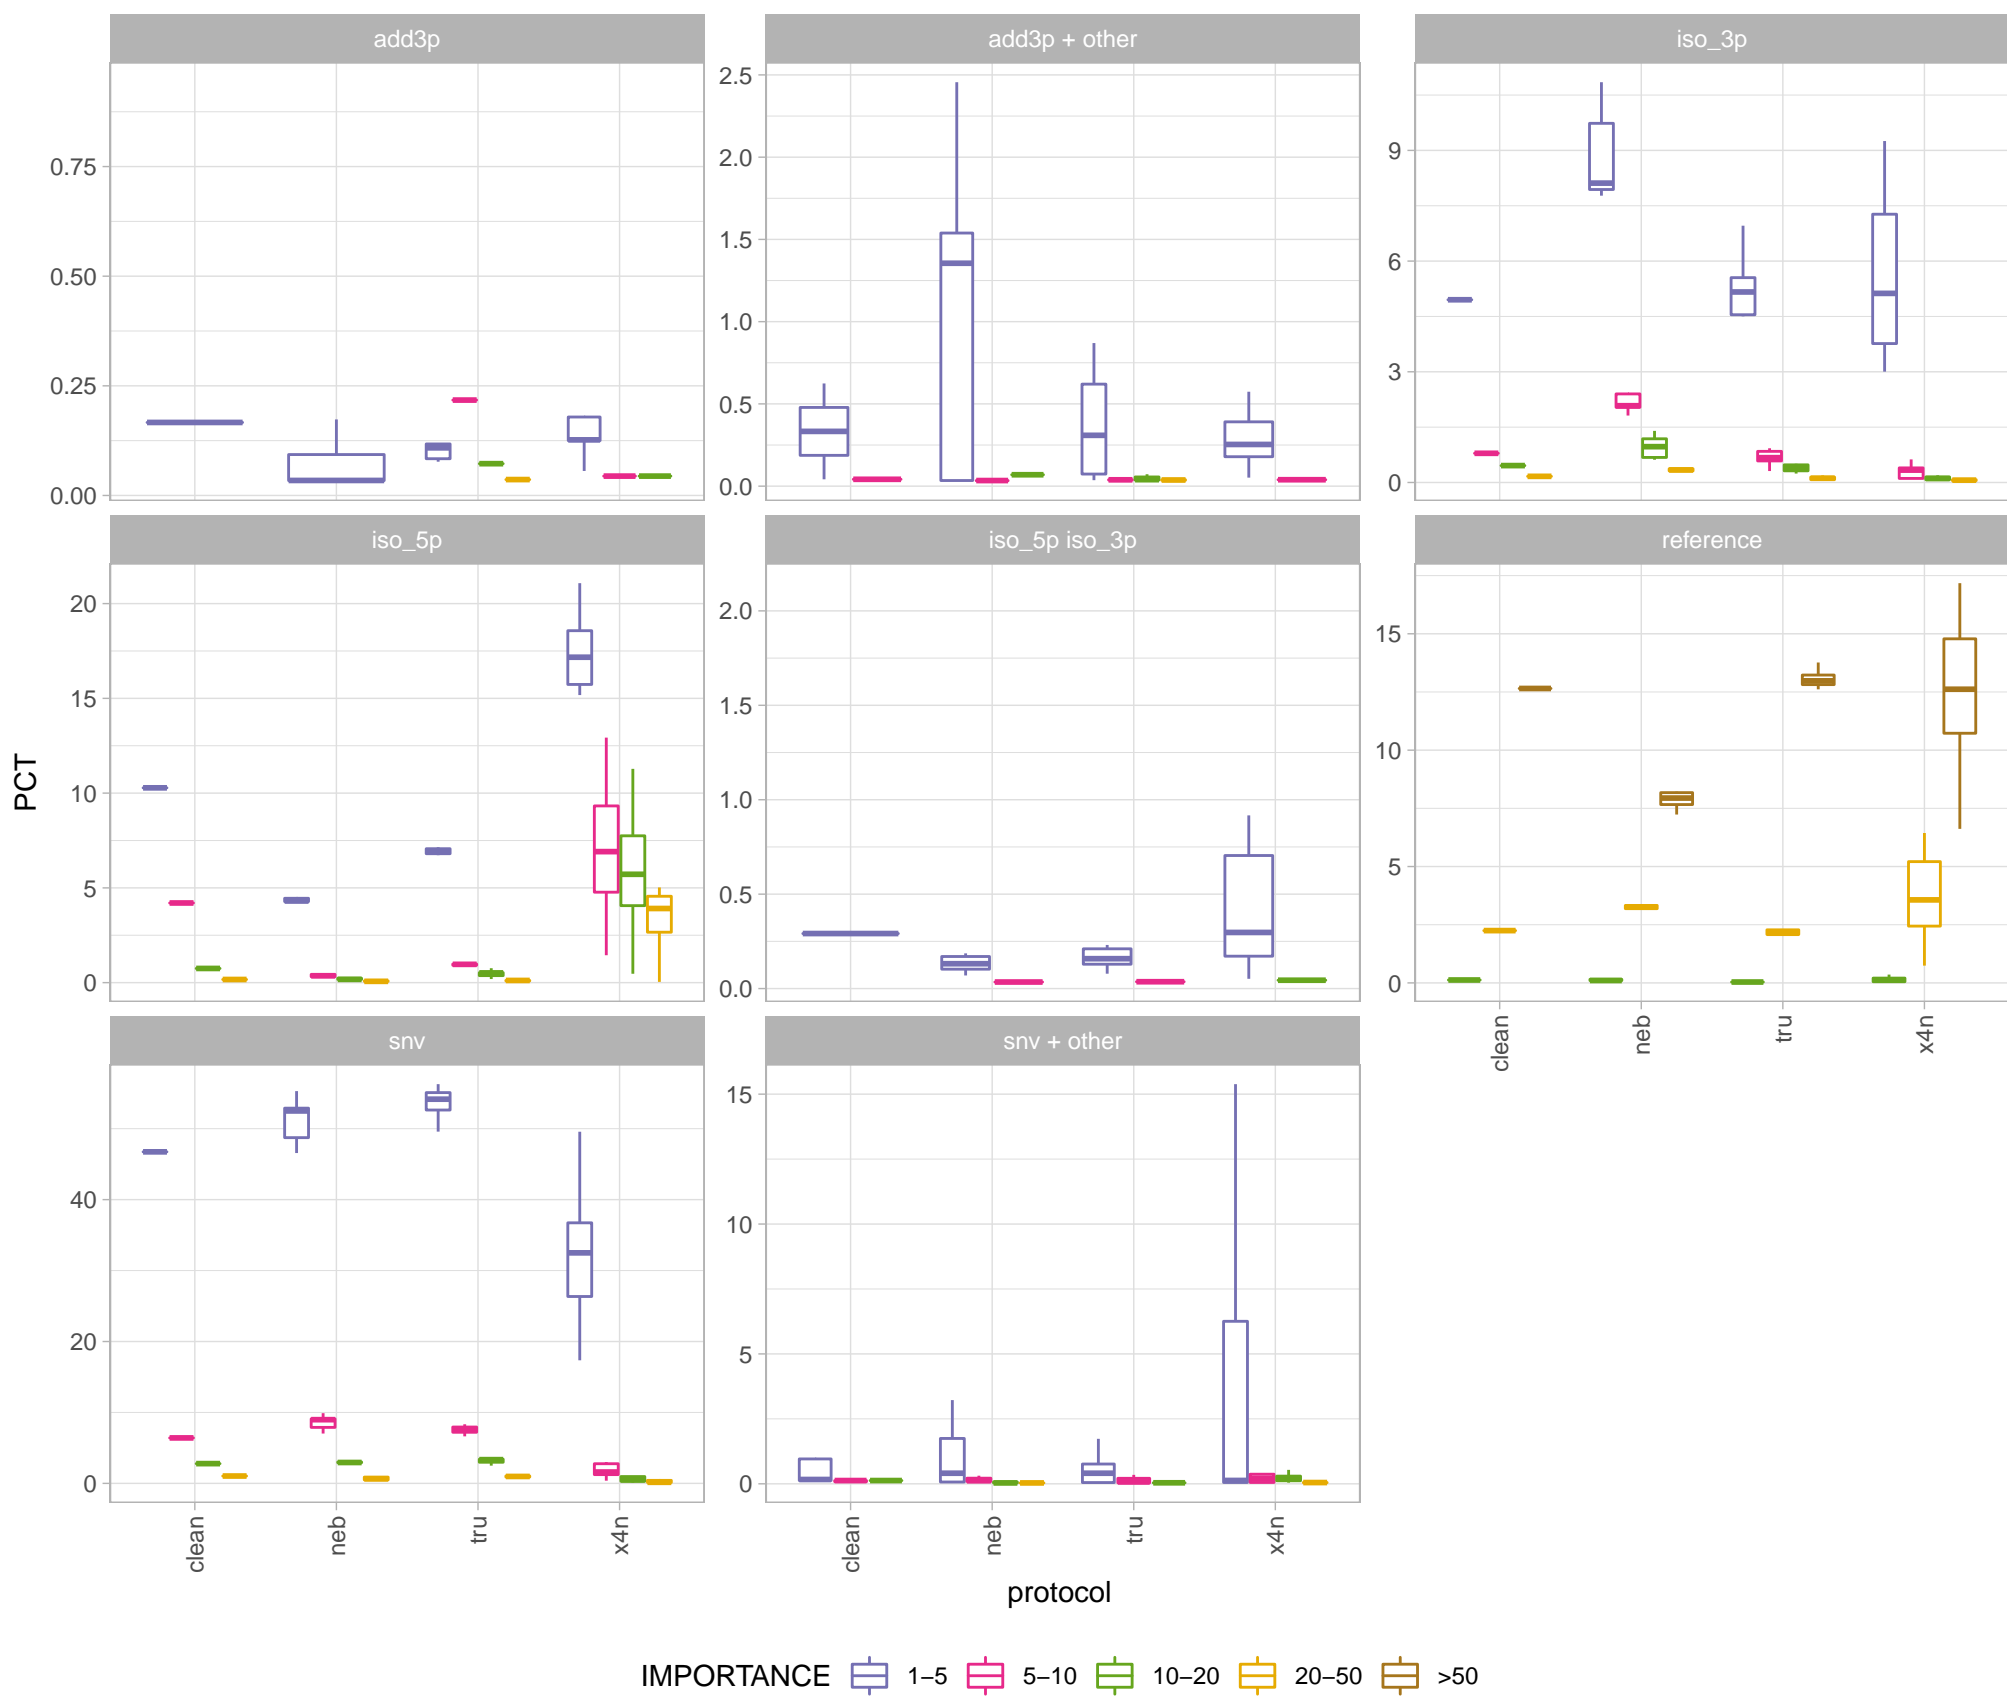 add3p
add3p + other
iso_3p
0.75
0.50
0.25
0.00
2.5
2.0
1.5
1.0
0.5
0.0
9
6
3
0
iso_5p
iso_5p iso_3p
reference
20
15
10
5
0
2.0
1.5
1.0
0.5
0.0
15
10
5
0
clean
neb
tru
x4n
PCT
snv
snv + other
40
20
0
15
10
5
0
clean
neb
tru
x4n
clean
neb
tru
x4n
protocol
IMPORTANCE 1–5 5–10 10–20 20–50 >50